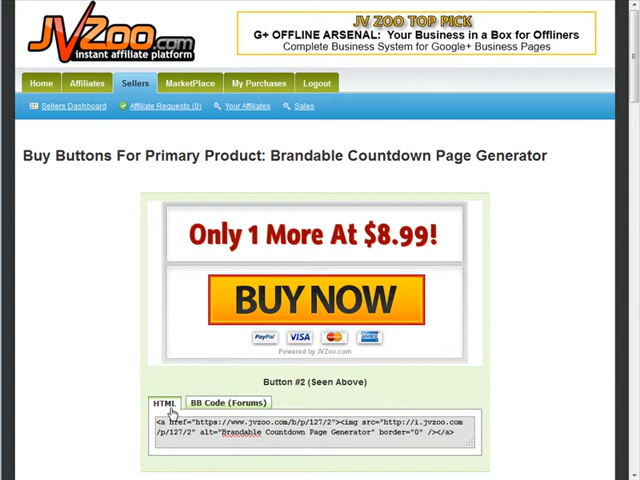 JVZoo.com
instant affiliate platform
JV ZOO TOP PICK
G+ OFFLINE ARSENAL: Your Business in a Box for Offliners
Complete Business System for Google+ Business Pages
Home Affiliates Sellers MarketPlace My Purchases Logout
Sellers Dashboard Affiliate Requests (0) Your Affiliates Sales
Buy Buttons For Primary Product: Brandable Countdown Page Generator
Only 1 More At $8.99!
BUY NOW
PayPal VISA MasterCard AMERICAN EXPRESS
Powered by JVZoo.com
Button #2 (Seen Above)
HTML BB Code (Forums)
<a href="https://www.jvzoo.com/b/p/127/2"><img src="http://i.jvzoo.com
/p/127/2" alt="Brandable Countdown Page Generator" border="0" /></a>